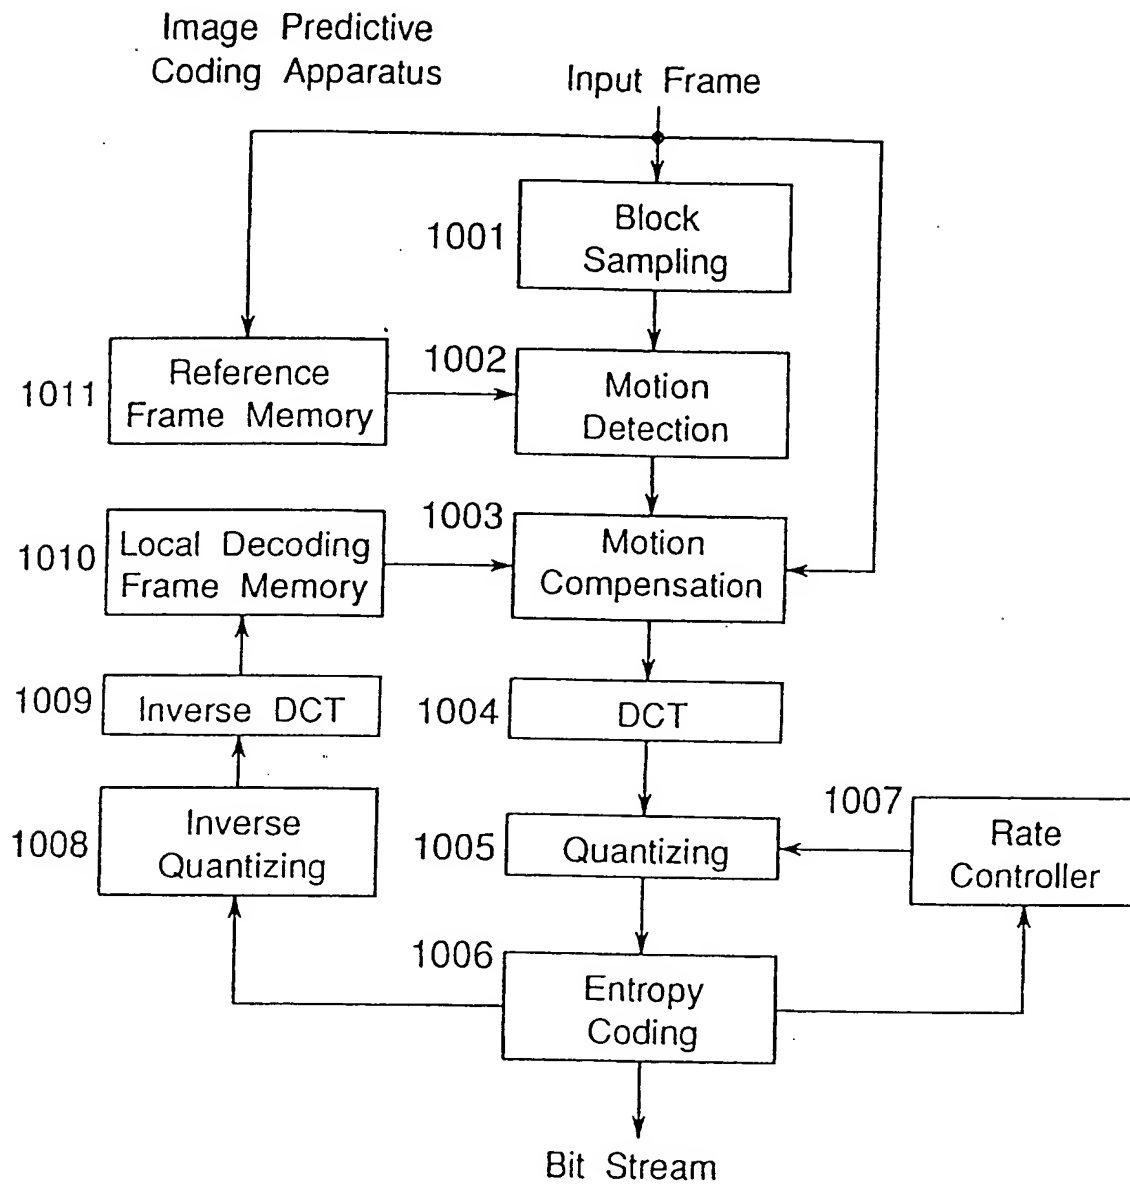 Image Predictive
Coding Apparatus
Input Frame
1001
Block
Sampling
1011
Reference
Frame Memory
1002
Motion
Detection
1010
Local Decoding
Frame Memory
1003
Motion
Compensation
1009
Inverse DCT
1004
DCT
1008
Inverse
Quantizing
1005
Quantizing
1007
Rate
Controller
1006
Entropy
Coding
Bit Stream